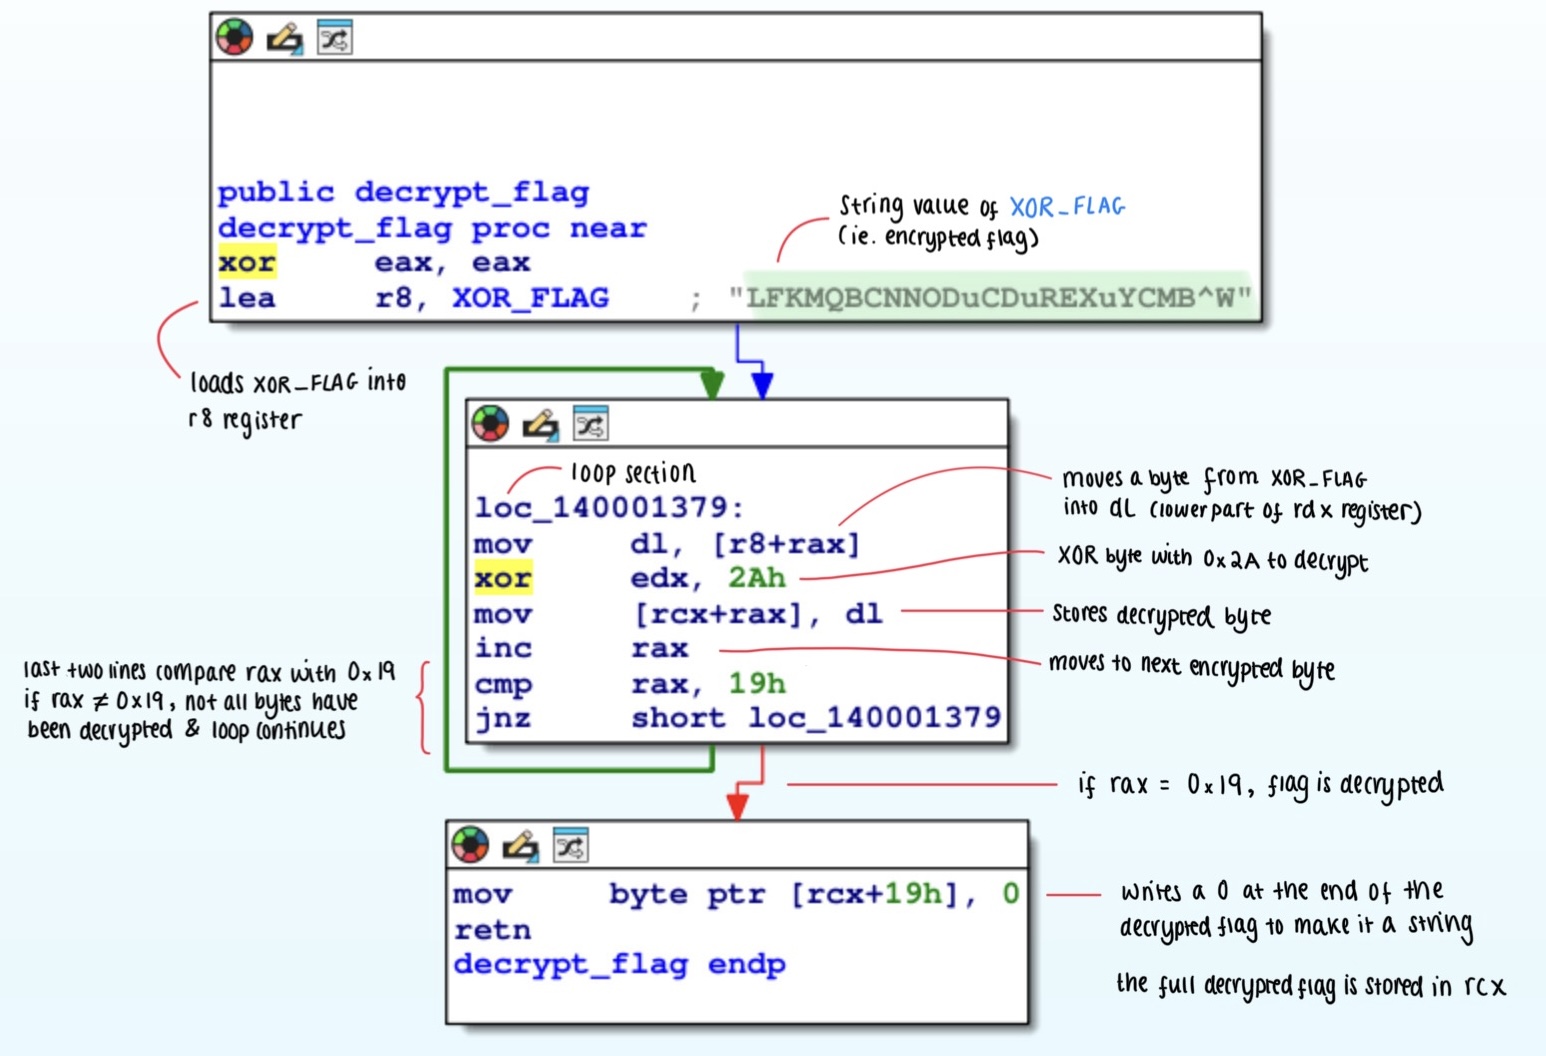 public decrypt_flag
decrypt_flag proc near
xor eax, eax
lea r8, XOR_FLAG ; "LFKMQBCNNODuCDuREXuYCMB^W"
String value of XOR_FLAG
(ie. encrypted flag)
loads XOR_FLAG into
r8 register
loop section
loc_140001379:
mov dl, [r8+rax]
xor edx, 2Ah
mov [rcx+rax], dl
inc rax
cmp rax, 19h
jnz short loc_140001379
moves a byte from XOR_FLAG
into dL (lower part of rdx register)
XOR byte with 0x2A to decrypt
stores decrypted byte
moves to next encrypted byte
last two lines compare rax with 0x19
if rax ≠ 0x19, not all bytes have
been decrypted & loop continues
if rax = 0x19, flag is decrypted
mov byte ptr [rcx+19h], 0
retn
decrypt_flag endp
writes a 0 at the end of the
decrypted flag to make it a string
the full decrypted flag is stored in rcx